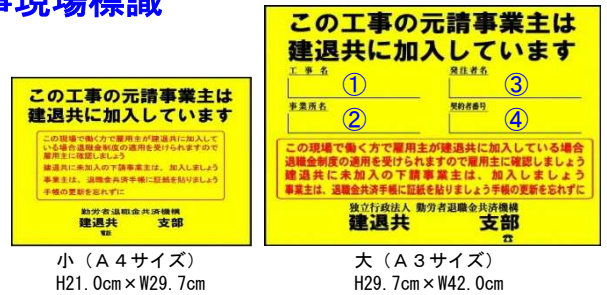 事現場標識
この工事の元請事業主は
建退共に加入しています
この現場で働く方で雇用主が建退共に加入して
いる場合退職金制度の適用を受けられますので
雇用主に確認しましょう
建退共に未加入の下請事業主は、加入しましょう
事業主は、退職金共済手帳に証紙を貼りましょう
手帳の更新を忘れずに
勤労者退職金共済機構
建退共 支部
☎
小（A4サイズ）
H21.0cm×W29.7cm
この工事の元請事業主は
建退共に加入しています
工事名 発注者名
① ③
事業所名 契約者番号
② ④
この現場で働く方で雇用主が建退共に加入している場合
退職金制度の適用を受けられますので雇用主に確認しましょう
建退共に未加入の下請事業主は、加入しましょう
事業主は、退職金共済手帳に証紙を貼りましょう手帳の更新を忘れずに
独立行政法人 勤労者退職金共済機構
建退共 支部
☎
大（A3サイズ）
H29.7cm×W42.0cm